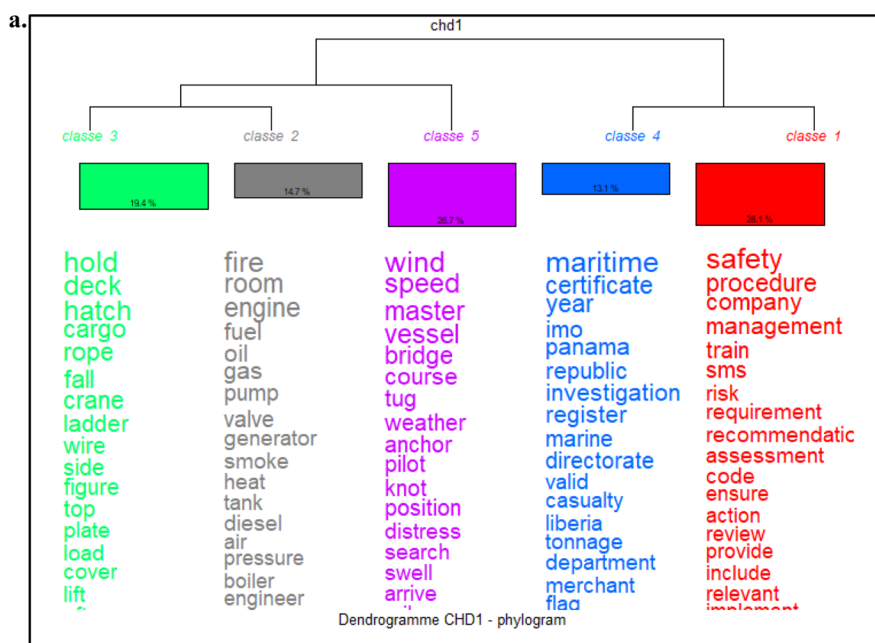 a.
chd1
classe 3
classe 2
classe 5
classe 4
classe 1
19.4 %
14.7 %
26.7 %
13.1 %
26.1 %
hold
deck
hatch
cargo
rope
fall
crane
ladder
wire
side
figure
top
plate
load
cover
lift
fire
room
engine
fuel
oil
gas
pump
valve
generator
smoke
heat
tank
diesel
air
pressure
boiler
engineer
wind
speed
master
vessel
bridge
course
tug
weather
anchor
pilot
knot
position
distress
search
swell
arrive
maritime
certificate
year
imo
panama
republic
investigation
register
marine
directorate
valid
casualty
liberia
tonnage
department
merchant
flag
safety
procedure
company
management
train
sms
risk
requirement
recommendatic
assessment
code
ensure
action
review
provide
include
relevant
implement
Dendrogramme CHD1 - phylogram